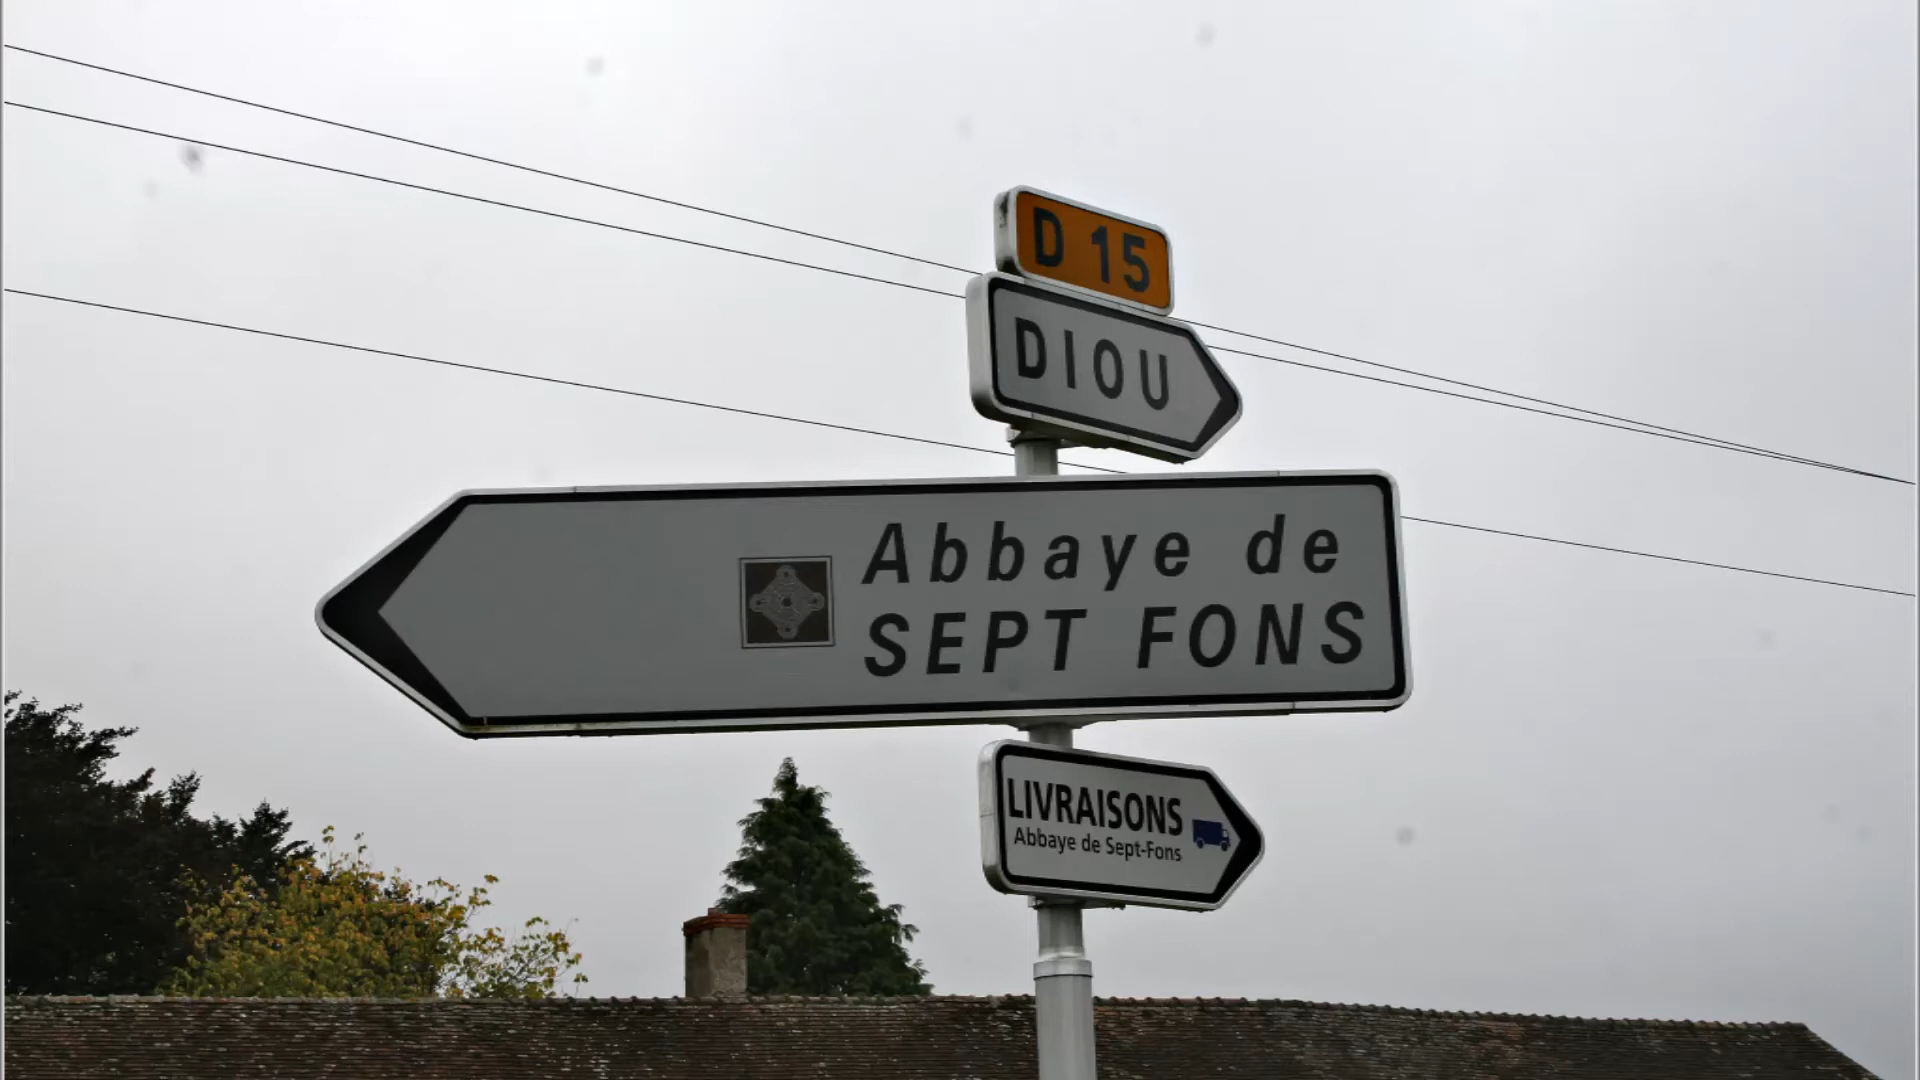 D 15
DIOU
Abbaye de
SEPT FONS
LIVRAISONS
Abbaye de Sept-Fons